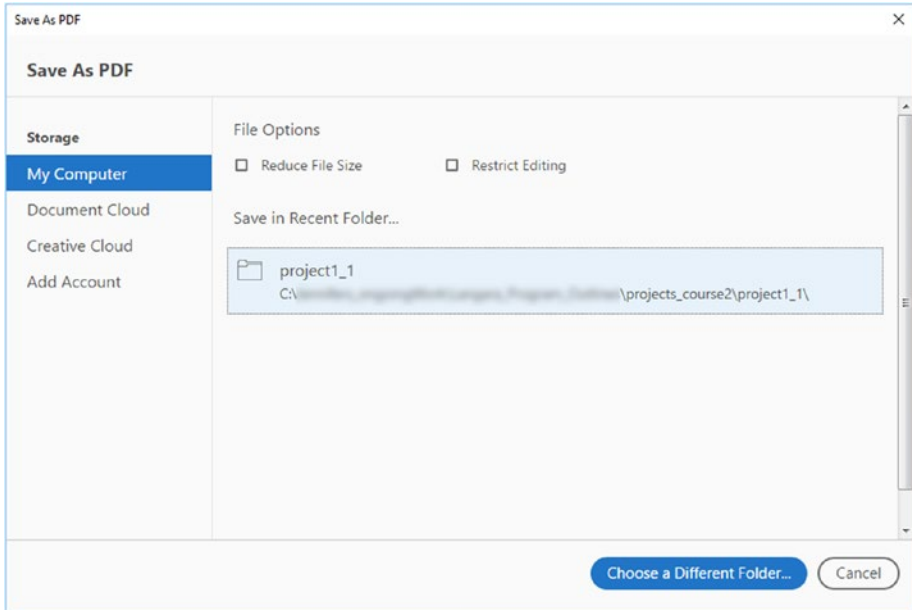 Save As PDF
Save As PDF
Storage
My Computer
Document Cloud
Creative Cloud
Add Account
File Options
Reduce File Size Restrict Editing
Save in Recent Folder...
project1_1
C:\ \projects_course2\project1_1\
Choose a Different Folder... Cancel